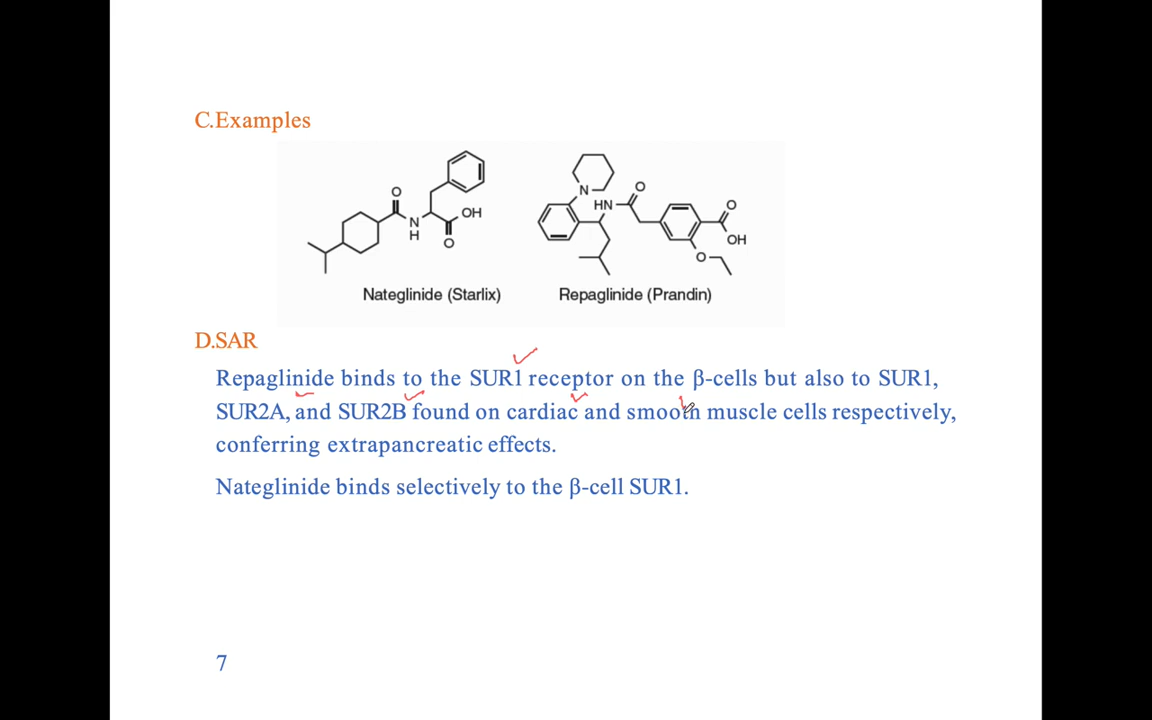 C.Examples
O
N
H
OH
O
Nateglinide (Starlix)
N
HN
O
O
OH
O
Repaglinide (Prandin)
D.SAR
Repaglinide binds to the SUR1 receptor on the β-cells but also to SUR1,
SUR2A, and SUR2B found on cardiac and smooth muscle cells respectively,
conferring extrapancreatic effects.
Nateglinide binds selectively to the β-cell SUR1.
7